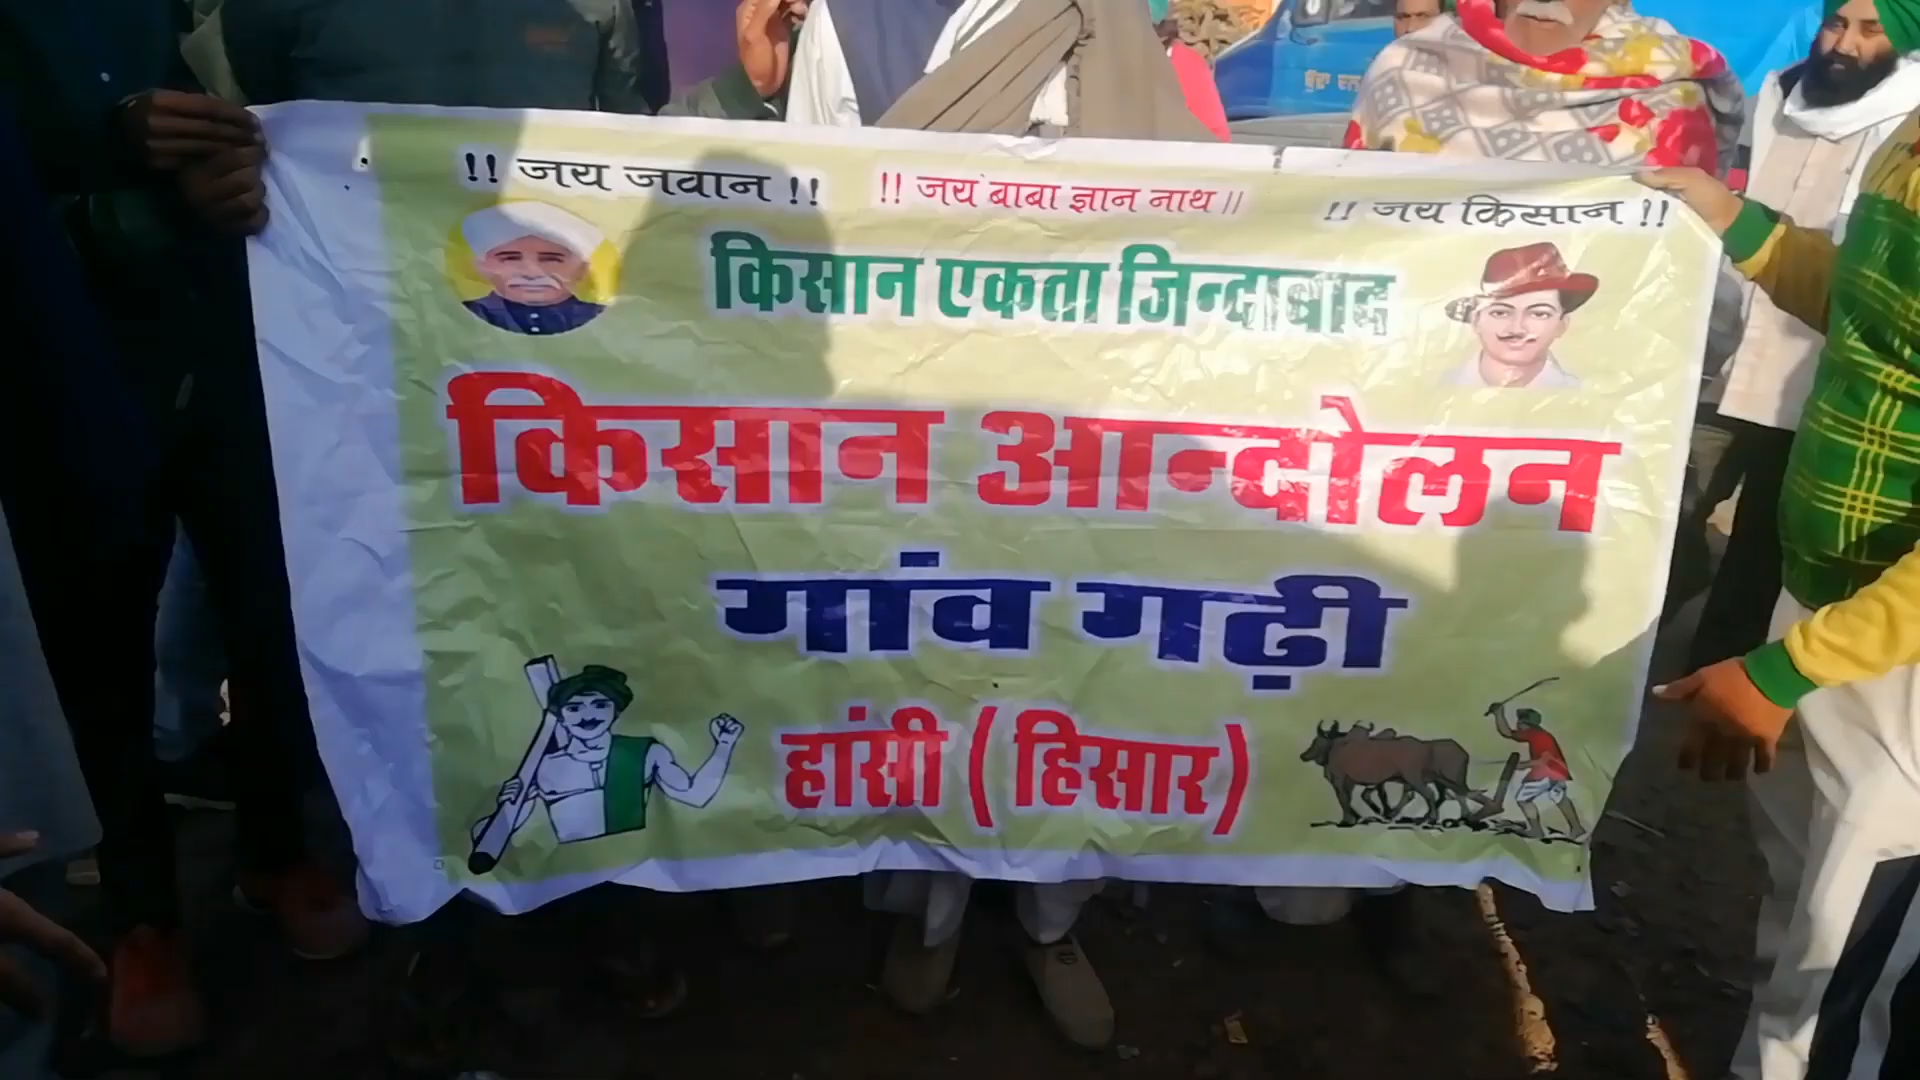 !! जय जवान !! !! जय बाबा ज्ञान नाथ ॥ !! जय किसान !!
किसान एकता जिन्दाबाद
किसान आन्दोलन
गांव गढ़ी
हांसी ( हिसार )